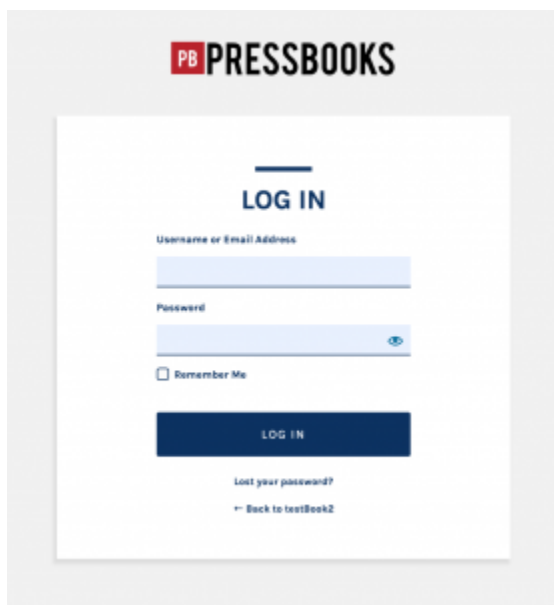 PB PRESSBOOKS
LOG IN
Username or Email Address
Password
Remember Me
LOG IN
Lost your password?
← Back to testBook2